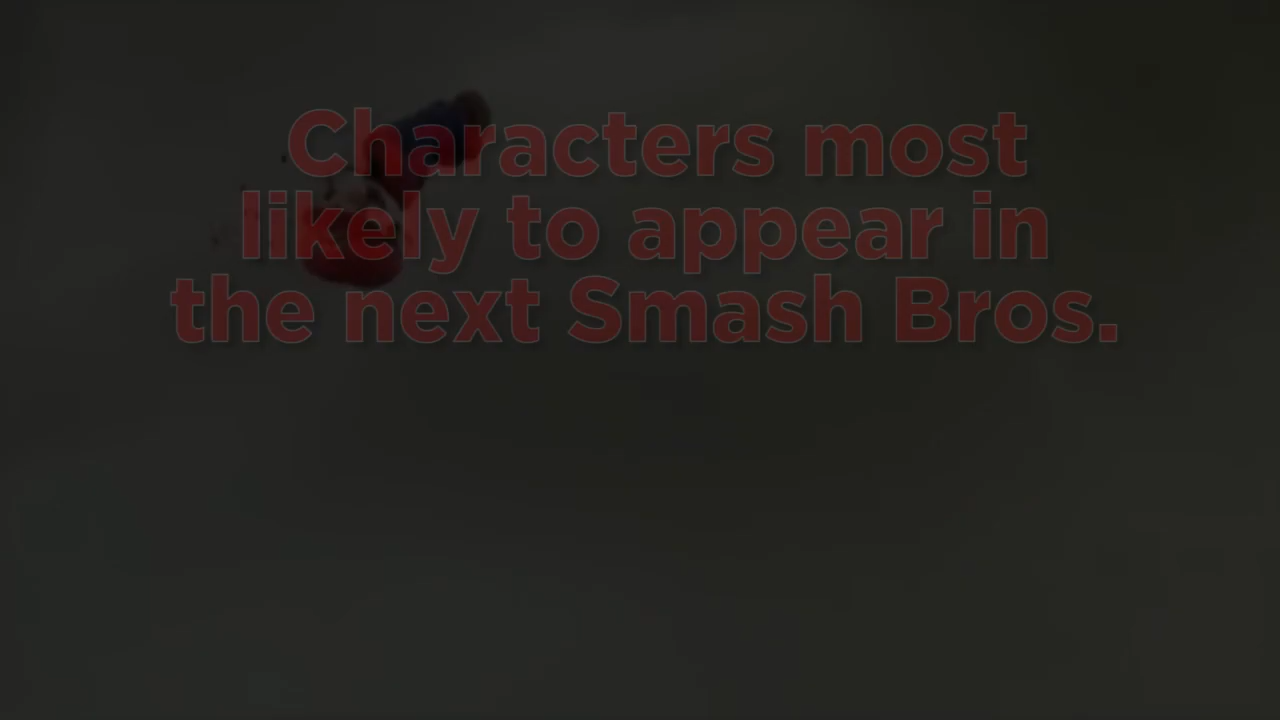 Characters most
likely to appear in
the next Smash Bros.